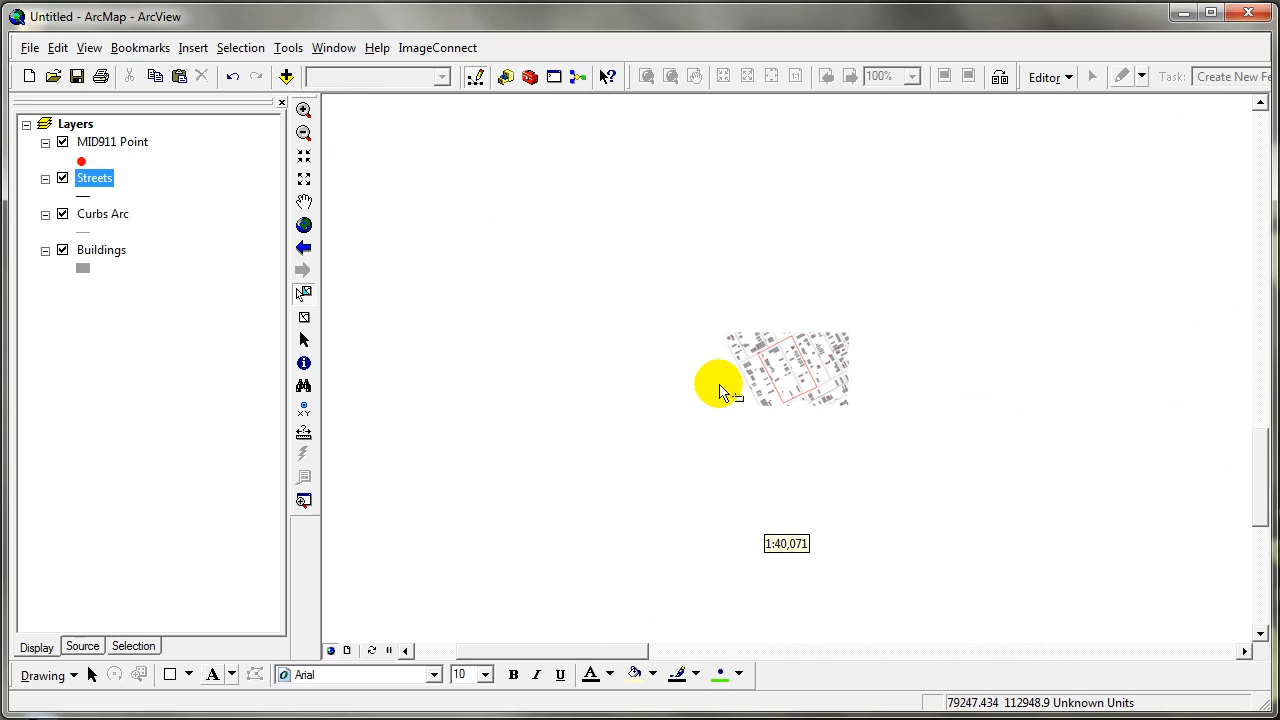 Untitled - ArcMap - ArcView
File Edit View Bookmarks Insert Selection Tools Window Help ImageConnect
100% Editor Task: Create New Fe
Layers
MID911 Point
Streets
Curbs Arc
Buildings
1:40,071
Display Source Selection
Drawing A Arial 10 B I U A
79247.434 112948.9 Unknown Units